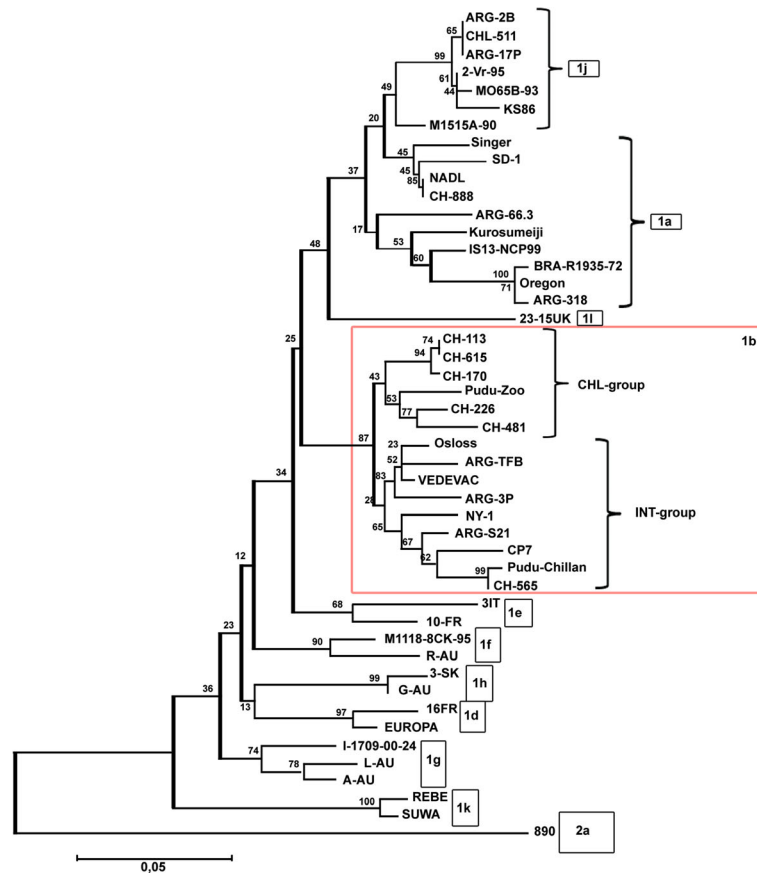 ARG-2B
65
CHL-511
ARG-17P
99
2-Vr-95
1j
61
44
MO65B-93
49
KS86
20
M1515A-90
Singer
45
SD-1
45
37
NADL
85
CH-888
ARG-66.3
1a
17
Kurosumeiji
53
48
IS13-NCP99
60
BRA-R1935-72
100
Oregon
71
ARG-318
23-15UK
1l
1b
25
CH-113
74
CH-615
94
CH-170
43
CHL-group
Pudu-Zoo
53
CH-226
77
CH-481
87
Osloss
23
ARG-TFB
52
34
83
VEDEVAC
ARG-3P
28
INT-group
NY-1
65
ARG-S21
67
CP7
62
12
Pudu-Chillan
99
CH-565
3IT
68
1e
10-FR
23
M1118-8CK-95
90
1f
R-AU
3-SK
99
1h
36
G-AU
13
16FR
97
1d
EUROPA
I-1709-00-24
74
1g
78
L-AU
A-AU
REBE
100
1k
SUWA
890
2a
0,05